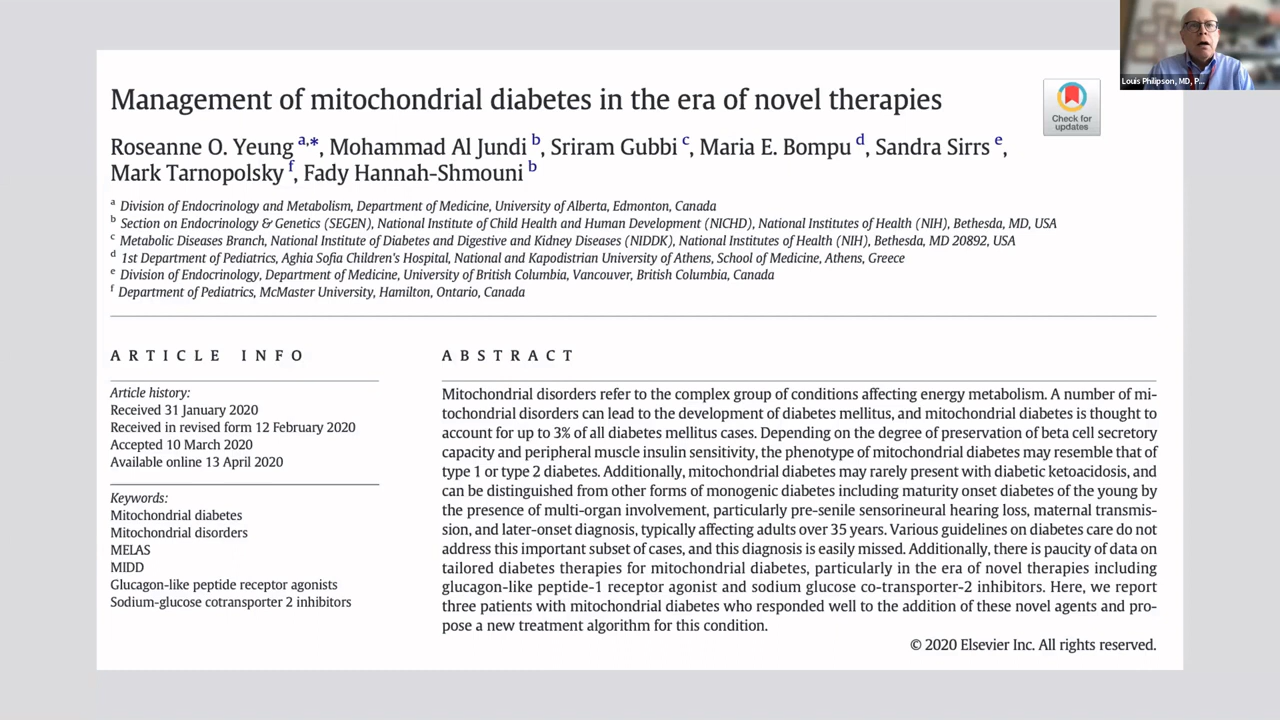 Louis Philipson, MD, P...
Check for
updates
Management of mitochondrial diabetes in the era of novel therapies
Roseanne O. Yeung a,*, Mohammad Al Jundi b, Sriram Gubbi c, Maria E. Bompu d, Sandra Sirrs e,
Mark Tarnopolsky f, Fady Hannah-Shmouni b
a Division of Endocrinology and Metabolism, Department of Medicine, University of Alberta, Edmonton, Canada
b Section on Endocrinology & Genetics (SEGEN), National Institute of Child Health and Human Development (NICHD), National Institutes of Health (NIH), Bethesda, MD, USA
c Metabolic Diseases Branch, National Institute of Diabetes and Digestive and Kidney Diseases (NIDDK), National Institutes of Health (NIH), Bethesda, MD 20892, USA
d 1st Department of Pediatrics, Aghia Sofia Children's Hospital, National and Kapodistrian University of Athens, School of Medicine, Athens, Greece
e Division of Endocrinology, Department of Medicine, University of British Columbia, Vancouver, British Columbia, Canada
f Department of Pediatrics, McMaster University, Hamilton, Ontario, Canada
ARTICLE INFO
Article history:
Received 31 January 2020
Received in revised form 12 February 2020
Accepted 10 March 2020
Available online 13 April 2020
Keywords:
Mitochondrial diabetes
Mitochondrial disorders
MELAS
MIDD
Glucagon-like peptide receptor agonists
Sodium-glucose cotransporter 2 inhibitors
ABSTRACT
Mitochondrial disorders refer to the complex group of conditions affecting energy metabolism. A number of mi-
tochondrial disorders can lead to the development of diabetes mellitus, and mitochondrial diabetes is thought to
account for up to 3% of all diabetes mellitus cases. Depending on the degree of preservation of beta cell secretory
capacity and peripheral muscle insulin sensitivity, the phenotype of mitochondrial diabetes may resemble that of
type 1 or type 2 diabetes. Additionally, mitochondrial diabetes may rarely present with diabetic ketoacidosis, and
can be distinguished from other forms of monogenic diabetes including maturity onset diabetes of the young by
the presence of multi-organ involvement, particularly pre-senile sensorineural hearing loss, maternal transmis-
sion, and later-onset diagnosis, typically affecting adults over 35 years. Various guidelines on diabetes care do not
address this important subset of cases, and this diagnosis is easily missed. Additionally, there is paucity of data on
tailored diabetes therapies for mitochondrial diabetes, particularly in the era of novel therapies including
glucagon-like peptide-1 receptor agonist and sodium glucose co-transporter-2 inhibitors. Here, we report
three patients with mitochondrial diabetes who responded well to the addition of these novel agents and pro-
pose a new treatment algorithm for this condition.
© 2020 Elsevier Inc. All rights reserved.